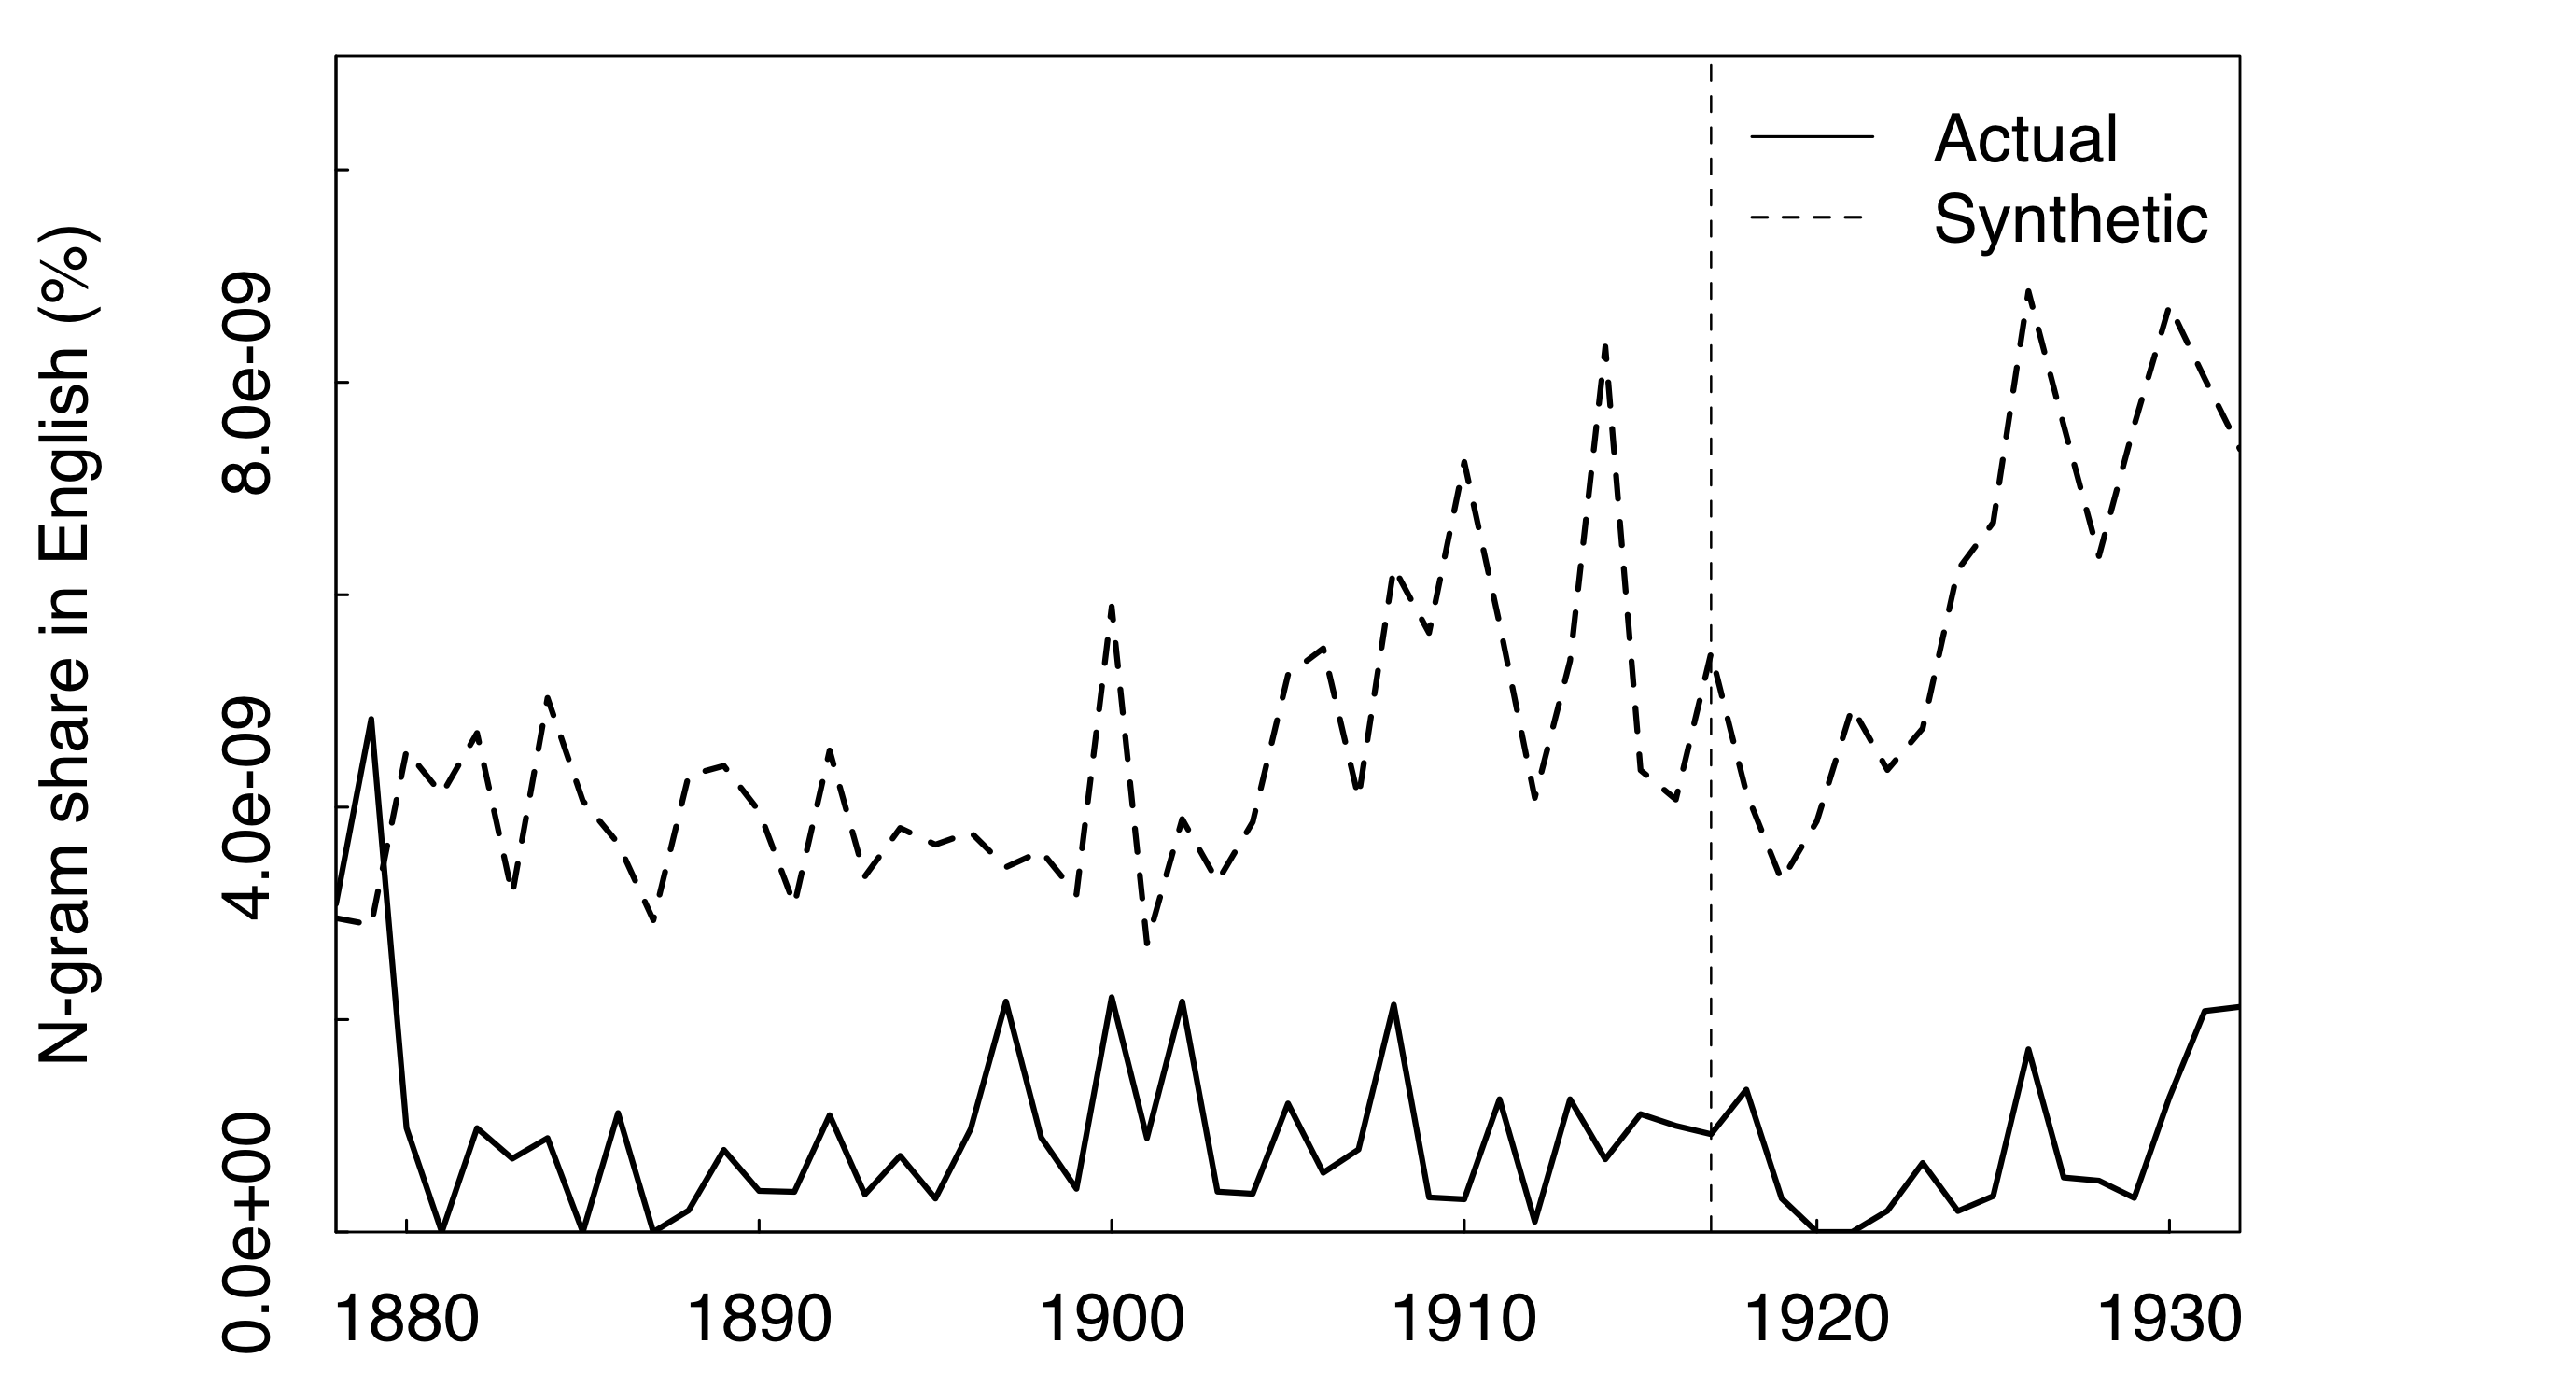 N-gram share in English (%)
8.0e-09
4.0e-09
0.0e+00
Actual
Synthetic
1880 1890 1900 1910 1920 1930